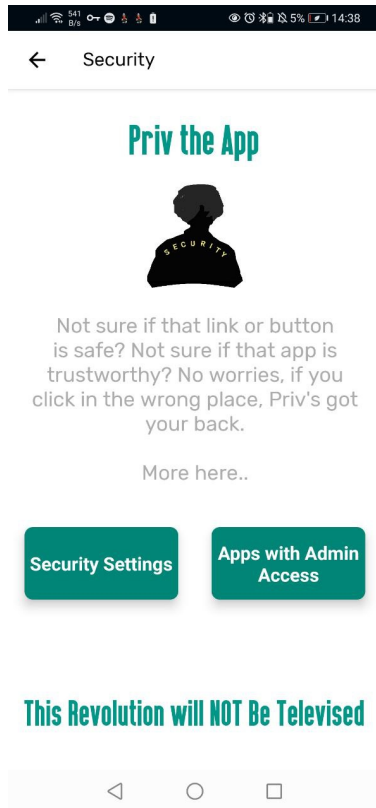 541 B/s 5% 14:38
Security
Priv the App
SECURITY
Not sure if that link or button
is safe? Not sure if that app is
trustworthy? No worries, if you
click in the wrong place, Priv's got
your back.
More here..
Security Settings
Apps with Admin
Access
This Revolution will NOT Be Televised